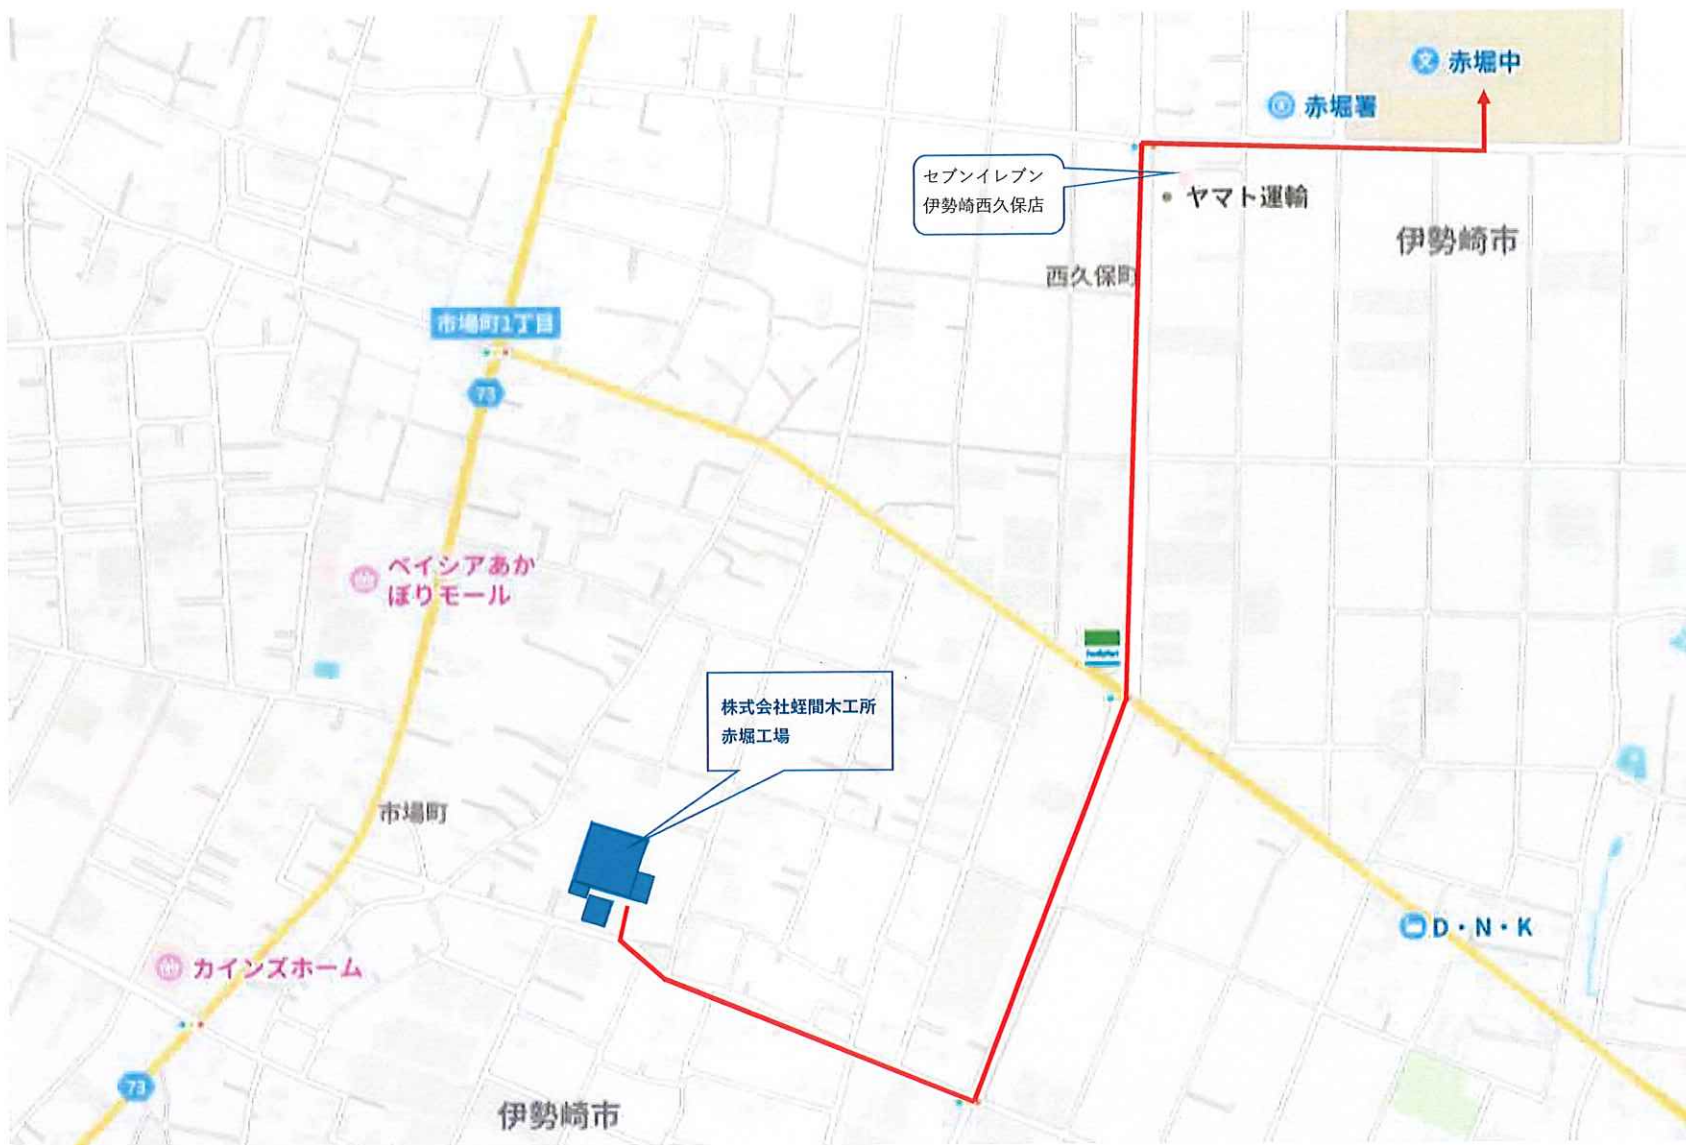 赤堀中
赤堀署
セブンイレブン
伊勢崎西久保店
ヤマト運輸
伊勢崎市
西久保町
市場町1丁目
73
ベイシアあか
ぼりモール
FamilyMart
株式会社蛭間木工所
赤堀工場
市場町
D・N・K
カインズホーム
73
伊勢崎市